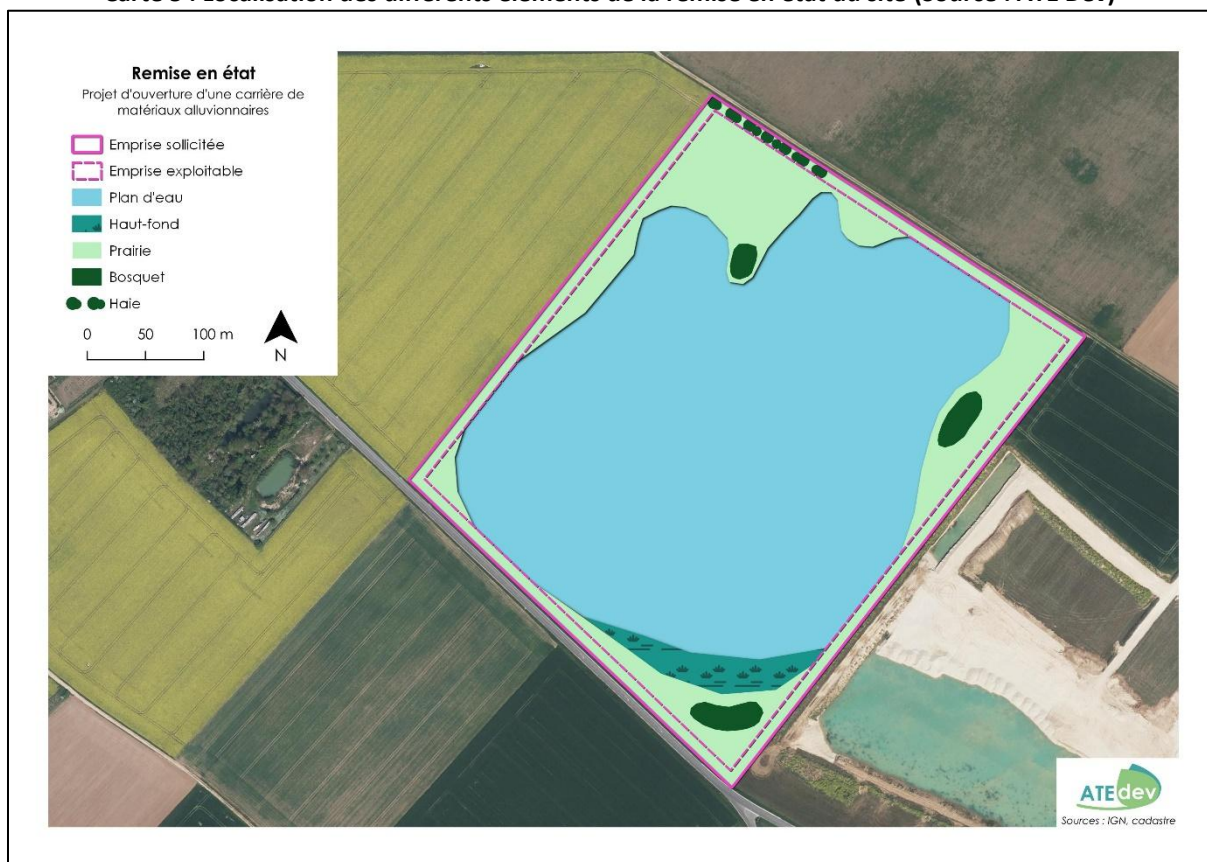 Carte 3 : Localisation des différents éléments de la remise en état du site (source : ATE Dev)
Remise en état
Projet d'ouverture d'une carrière de
matériaux alluvionnaires
Emprise sollicitée
Emprise exploitable
Plan d'eau
Haut-fond
Prairie
Bosquet
Haie
0 50 100 m
N
ATEdev
Sources : IGN, cadastre